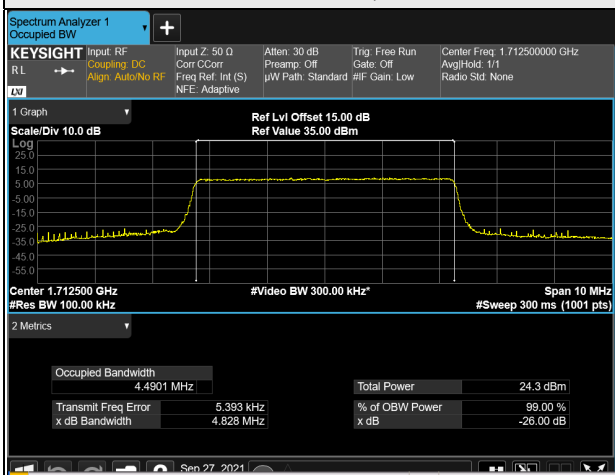 Spectrum Analyzer 1
Occupied BW
KEYSIGHT
R L
LXI
Input: RF
Coupling: DC
Align: Auto/No RF
Input Z: 50 Ω
Corr CCorr
Freq Ref: Int (S)
NFE: Adaptive
Atten: 30 dB
Preamp: Off
µW Path: Standard
Trig: Free Run
Gate: Off
#IF Gain: Low
Center Freq: 1.712500000 GHz
Avg|Hold: 1/1
Radio Std: None
1 Graph
Scale/Div 10.0 dB
Ref Lvl Offset 15.00 dB
Ref Value 35.00 dBm
Log
25.0
15.0
5.00
-5.00
-15.0
-25.0
-35.0
-45.0
-55.0
Center 1.712500 GHz
#Res BW 100.00 kHz
#Video BW 300.00 kHz*
Span 10 MHz
#Sweep 300 ms (1001 pts)
2 Metrics
Occupied Bandwidth
4.4901 MHz
Transmit Freq Error 5.393 kHz
x dB Bandwidth 4.828 MHz
Total Power 24.3 dBm
% of OBW Power 99.00 %
x dB -26.00 dB
Sep 27, 2021